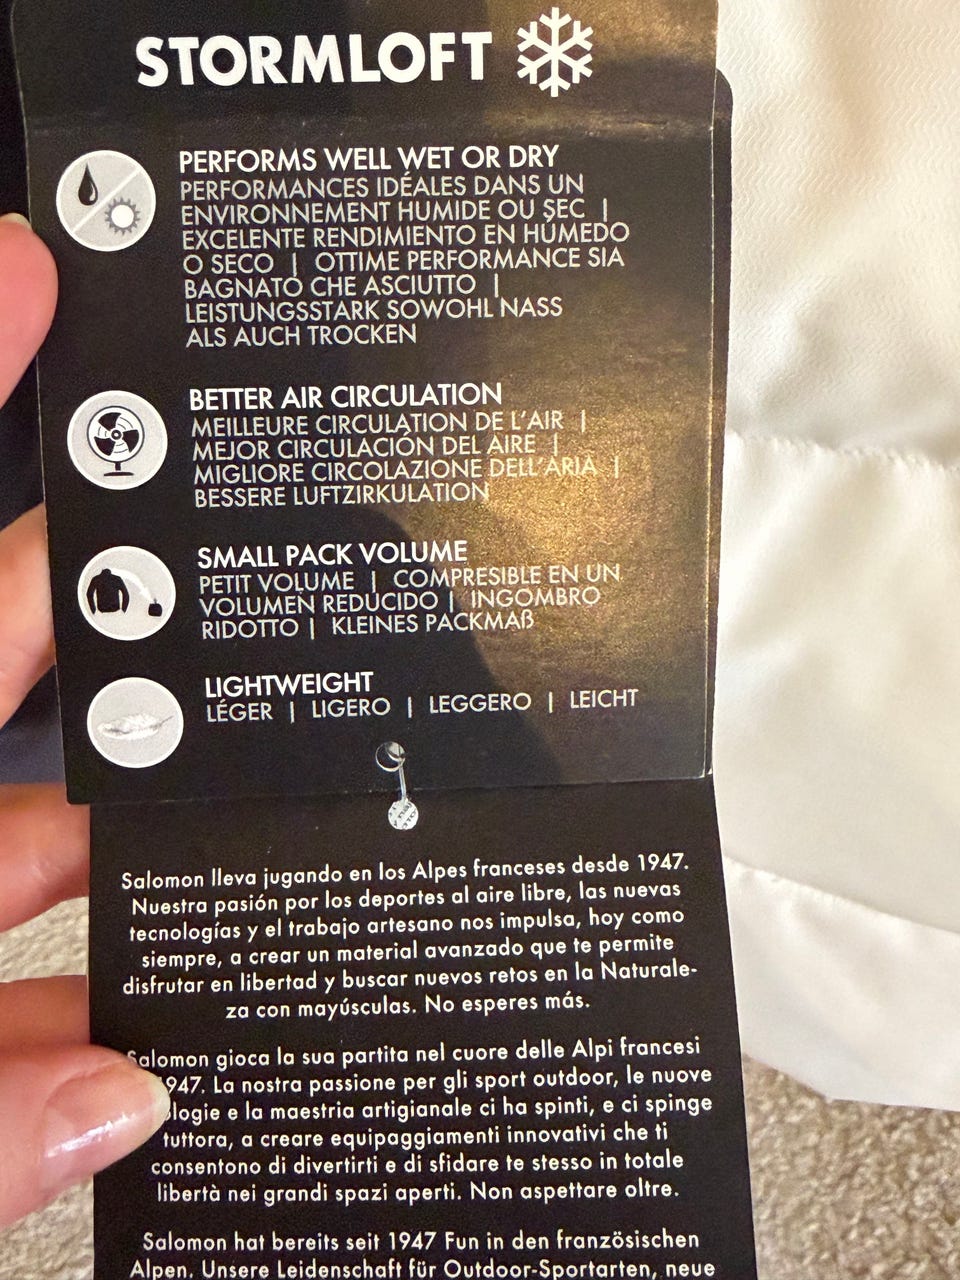 STORMLOFT
PERFORMS WELL WET OR DRY
PERFORMANCES IDÉALES DANS UN
ENVIRONNEMENT HUMIDE OU SEC |
EXCELENTE RENDIMIENTO EN HÚMEDO
O SECO | OTTIME PERFORMANCE SIA
BAGNATO CHE ASCIUTTO |
LEISTUNGSSTARK SOWOHL NASS
ALS AUCH TROCKEN
BETTER AIR CIRCULATION
MEILLEURE CIRCULATION DE L'AIR |
MEJOR CIRCULACIÓN DEL AIRE |
MIGLIORE CIRCOLAZIONE DELL'ARIA |
BESSERE LUFTZIRKULATION
SMALL PACK VOLUME
PETIT VOLUME | COMPRESIBLE EN UN
VOLUMEN REDUCIDO | INGOMBRO
RIDOTTO | KLEINES PACKMAß
LIGHTWEIGHT
LÉGER | LIGERO | LEGGERO | LEICHT
Salomon lleva jugando en los Alpes franceses desde 1947.
Nuestra pasión por los deportes al aire libre, las nuevas
tecnologías y el trabajo artesano nos impulsa, hoy como
siempre, a crear un material avanzado que te permite
disfrutar en libertad y buscar nuevos retos en la Naturale-
za con mayúsculas. No esperes más.
Salomon gioca la sua partita nel cuore delle Alpi francesi
947. La nostra passione per gli sport outdoor, le nuove
logie e la maestria artigianale ci ha spinti, e ci spinge
tuttora, a creare equipaggiamenti innovativi che ti
consentono di divertirti e di sfidare te stesso in totale
libertà nei grandi spazi aperti. Non aspettare oltre.
Salomon hat bereits seit 1947 Fun in den französischen
Alpen. Unsere Leidenschaft für Outdoor-Sportarten, neue